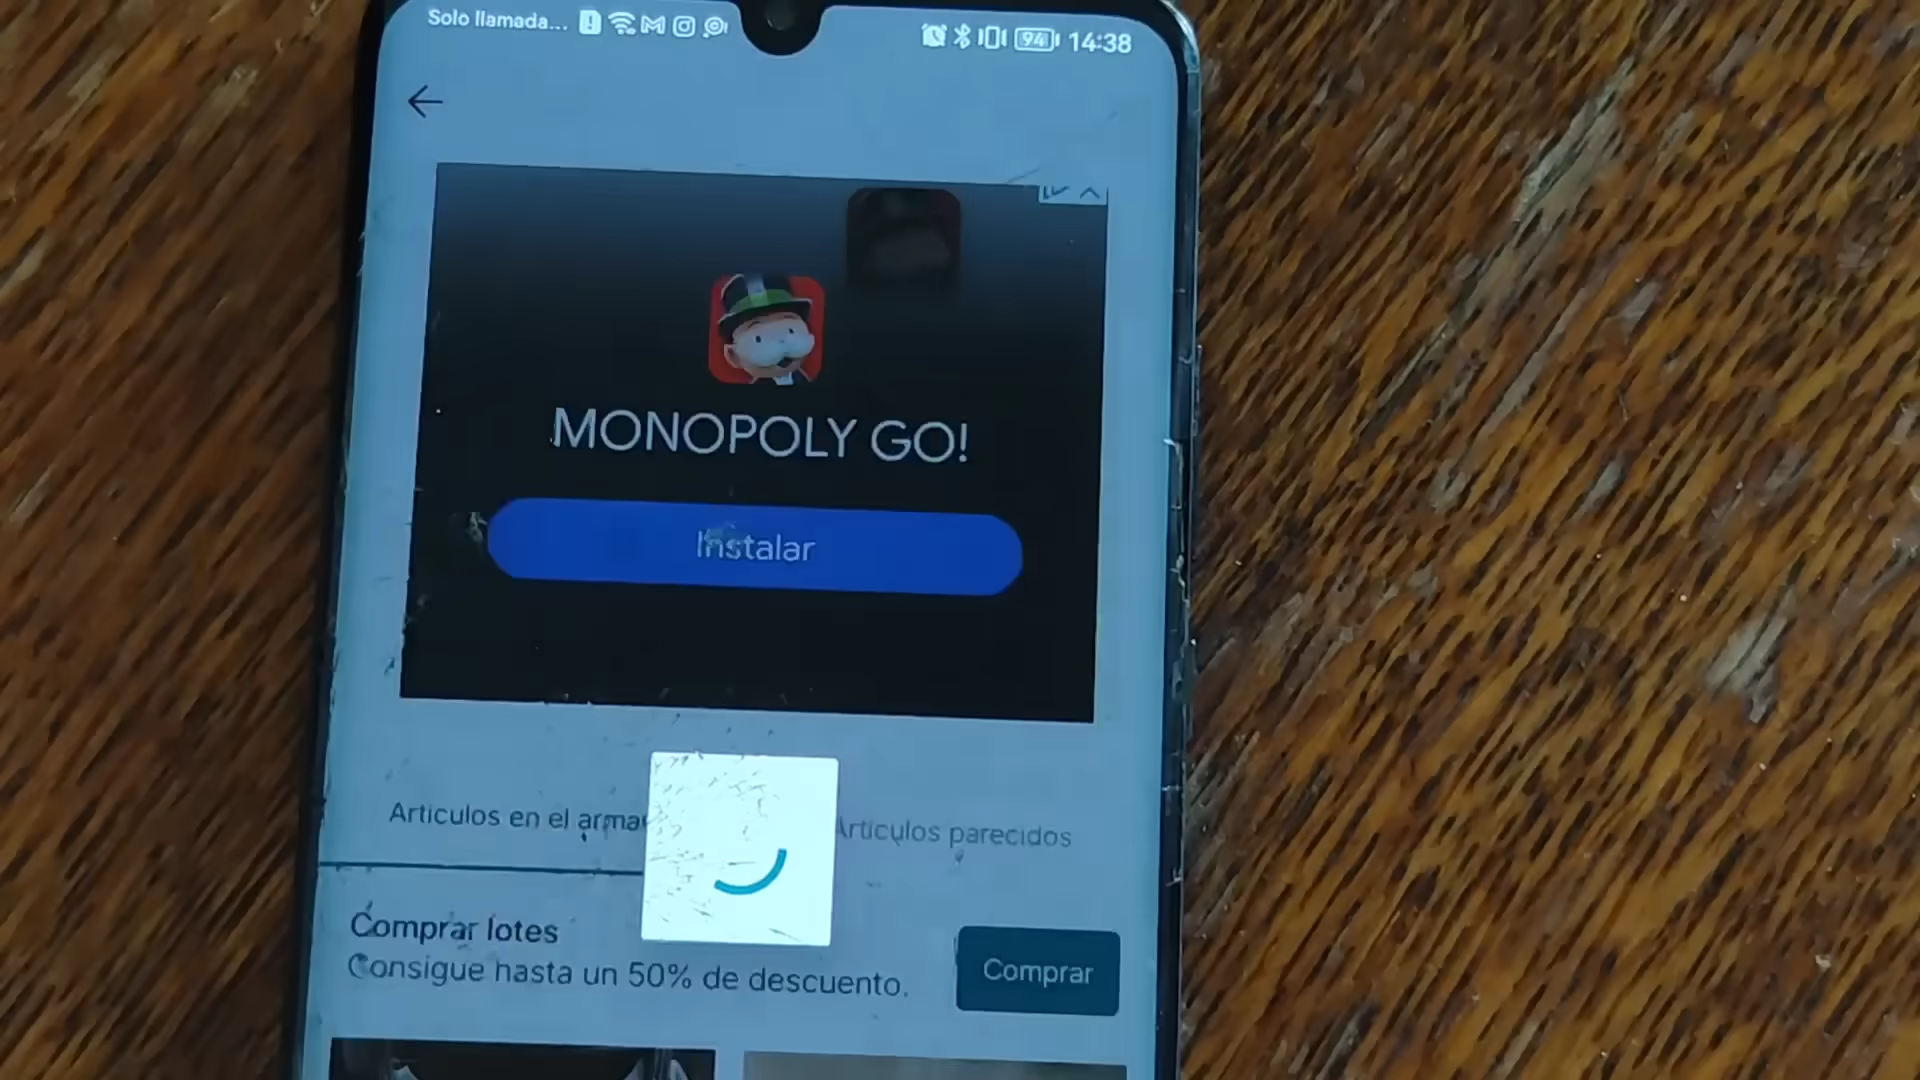 Solo llamada... 94 14:38
MONOPOLY GO!
Instalar
Artículos en el arma
Artículos parecidos
Comprar lotes
Consigue hasta un 50% de descuento.
Comprar